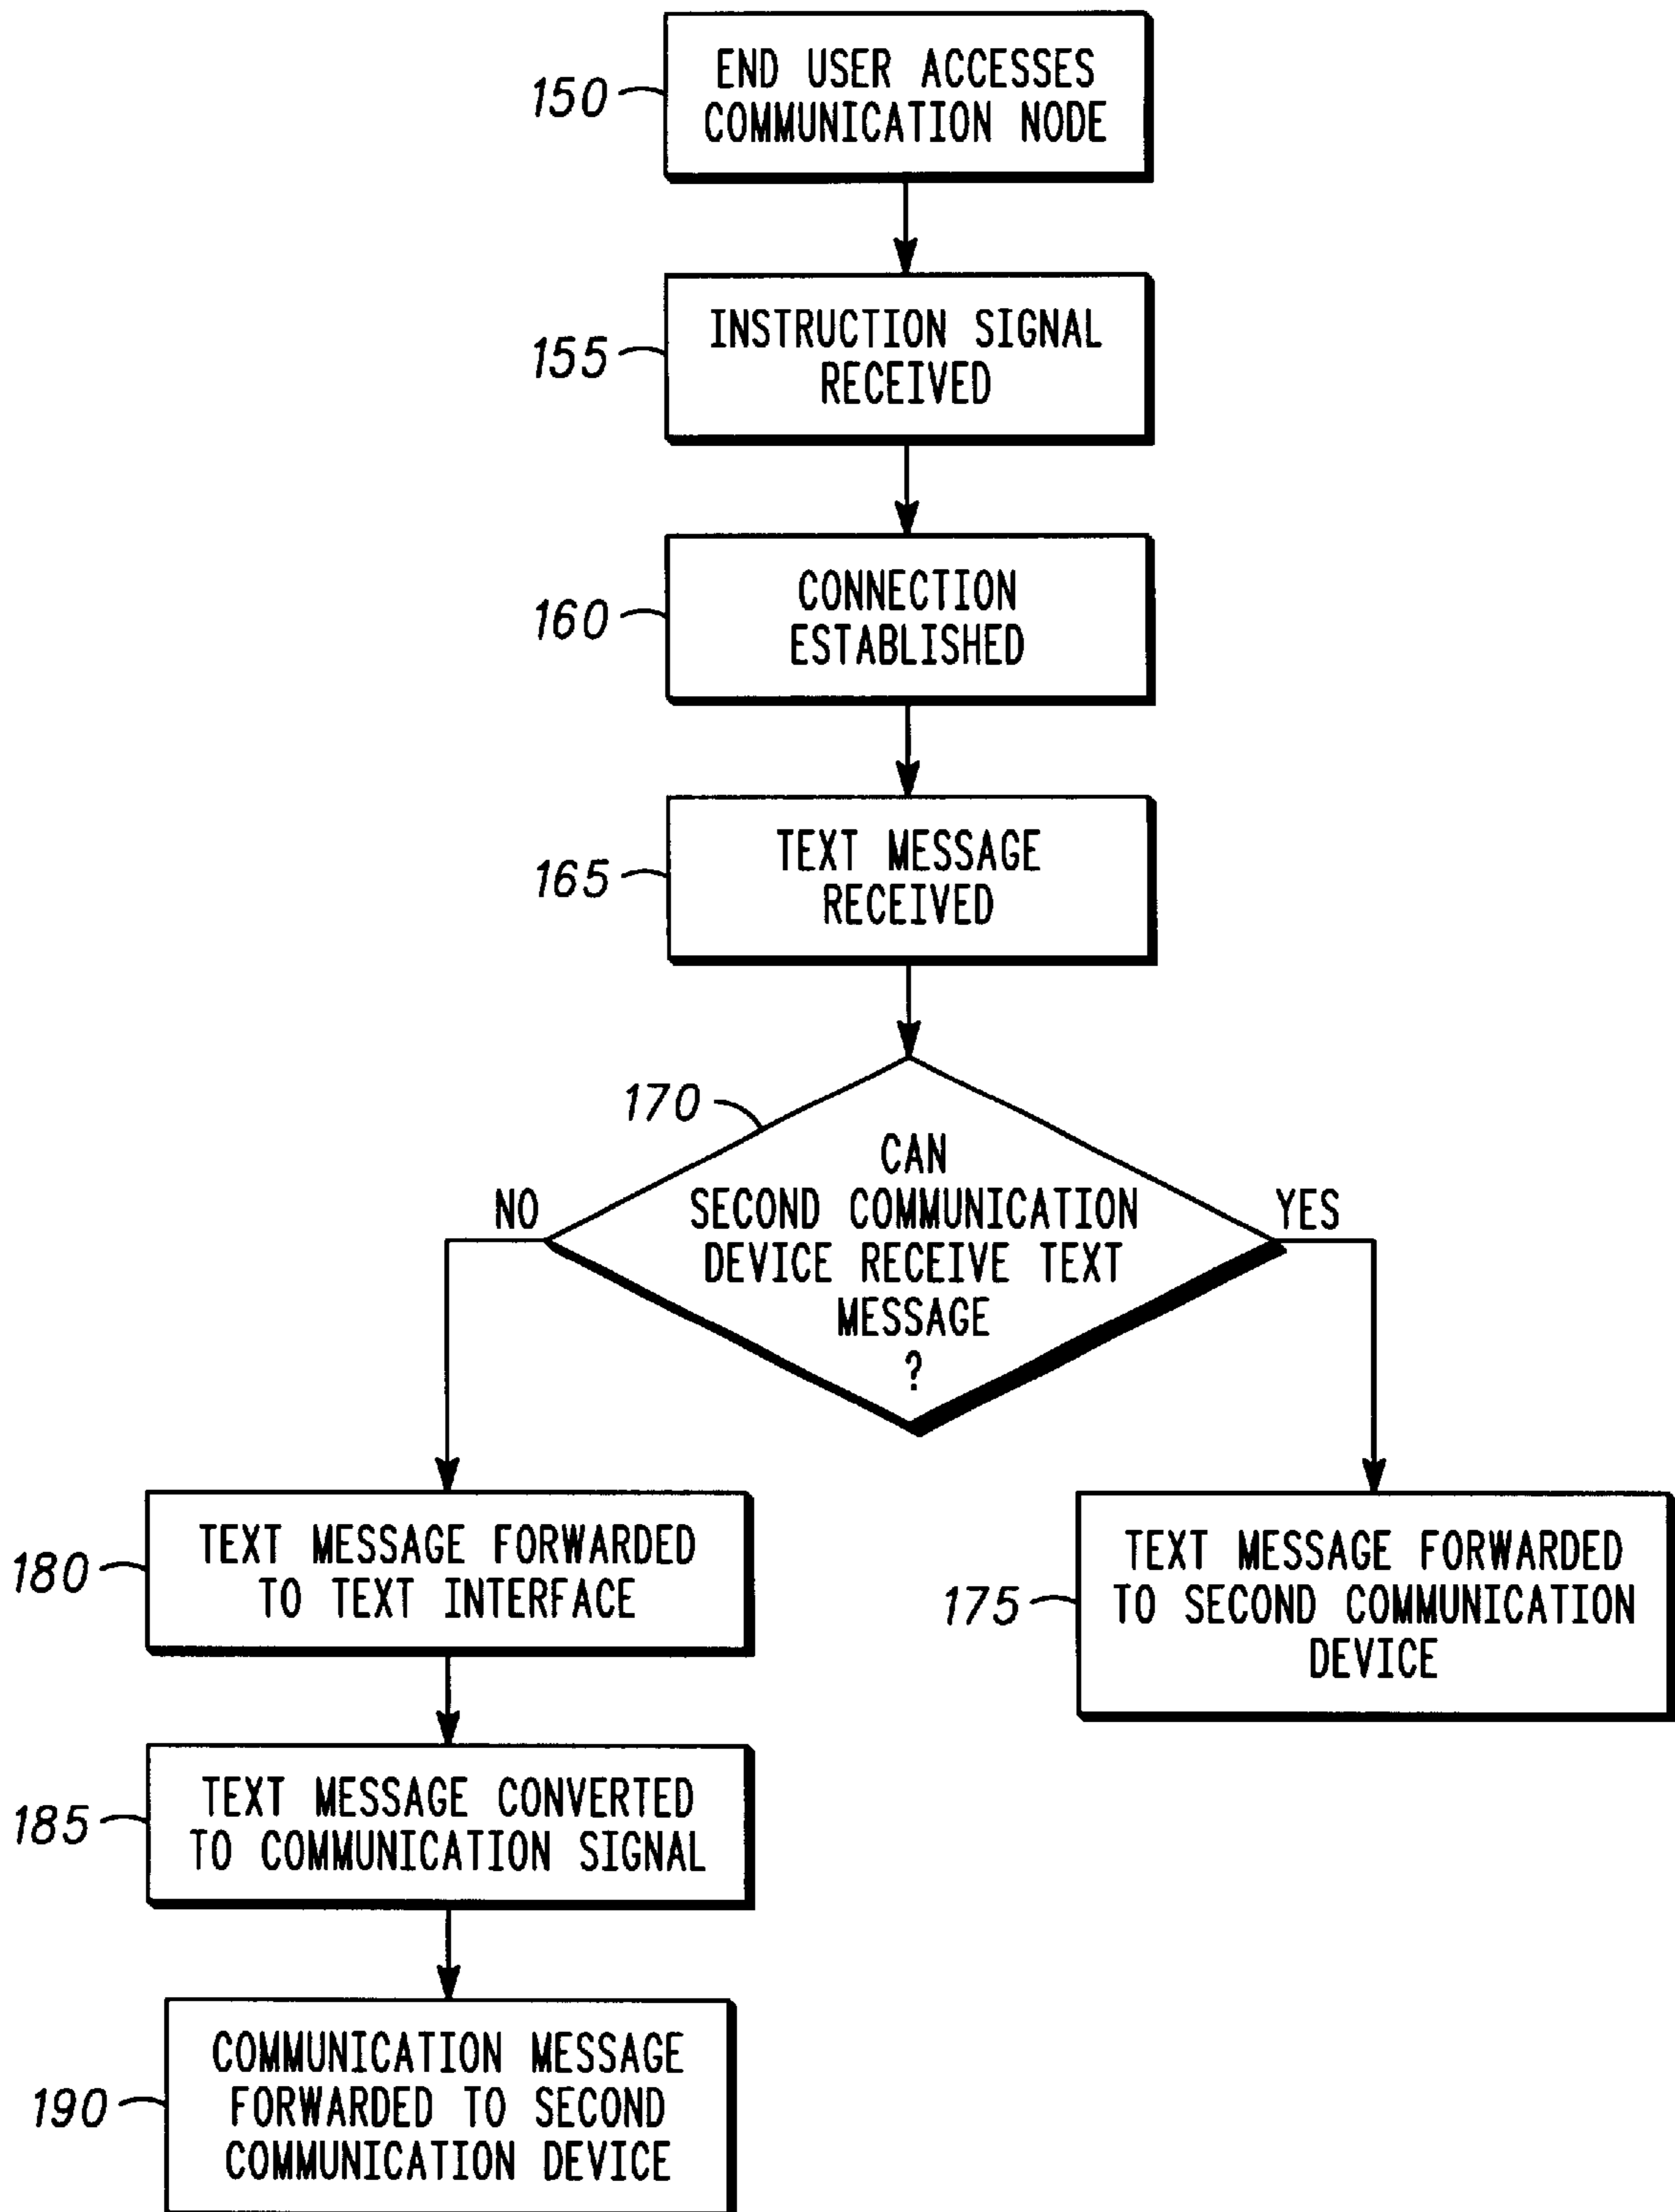 150
END USER ACCESSES
COMMUNICATION NODE
155
INSTRUCTION SIGNAL
RECEIVED
160
CONNECTION
ESTABLISHED
165
TEXT MESSAGE
RECEIVED
170
CAN
SECOND COMMUNICATION
DEVICE RECEIVE TEXT
MESSAGE
?
NO
YES
180
TEXT MESSAGE FORWARDED
TO TEXT INTERFACE
175
TEXT MESSAGE FORWARDED
TO SECOND COMMUNICATION
DEVICE
185
TEXT MESSAGE CONVERTED
TO COMMUNICATION SIGNAL
190
COMMUNICATION MESSAGE
FORWARDED TO SECOND
COMMUNICATION DEVICE